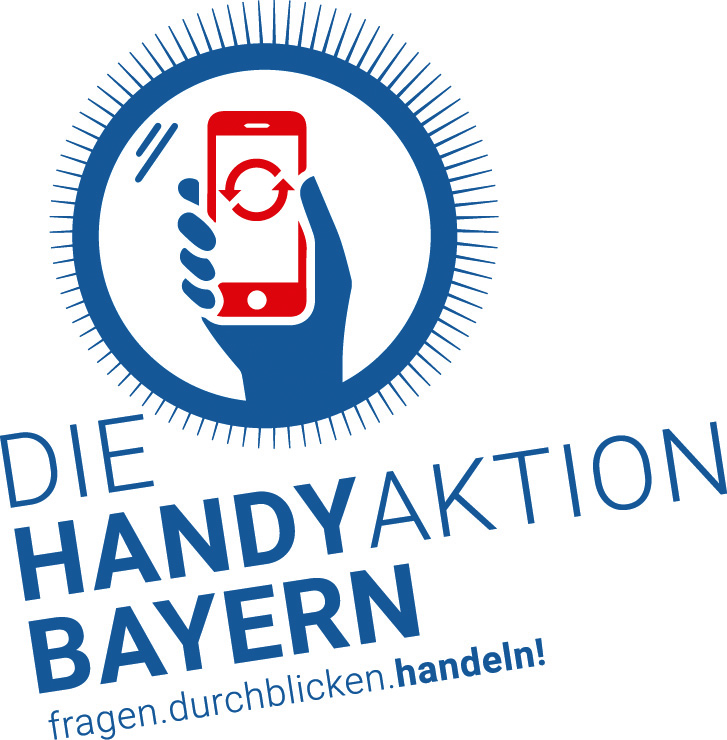 DIE
HANDYAKTION
BAYERN
fragen.durchblicken.handeln!